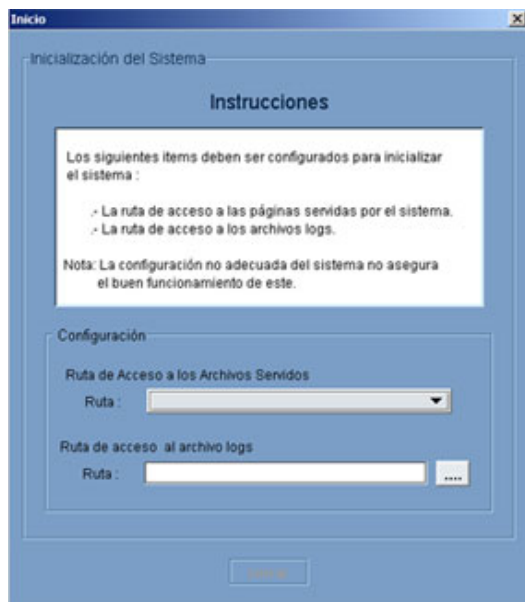 Inicio
Inicialización del Sistema
Instrucciones
Los siguientes items deben ser configurados para inicializar
el sistema :
.- La ruta de acceso a las páginas servidas por el sistema.
.- La ruta de acceso a los archivos logs.
Nota: La configuración no adecuada del sistema no asegura
el buen funcionamiento de este.
Configuración
Ruta de Acceso a los Archivos Servidos
Ruta :
Ruta de acceso al archivo logs
Ruta :
....